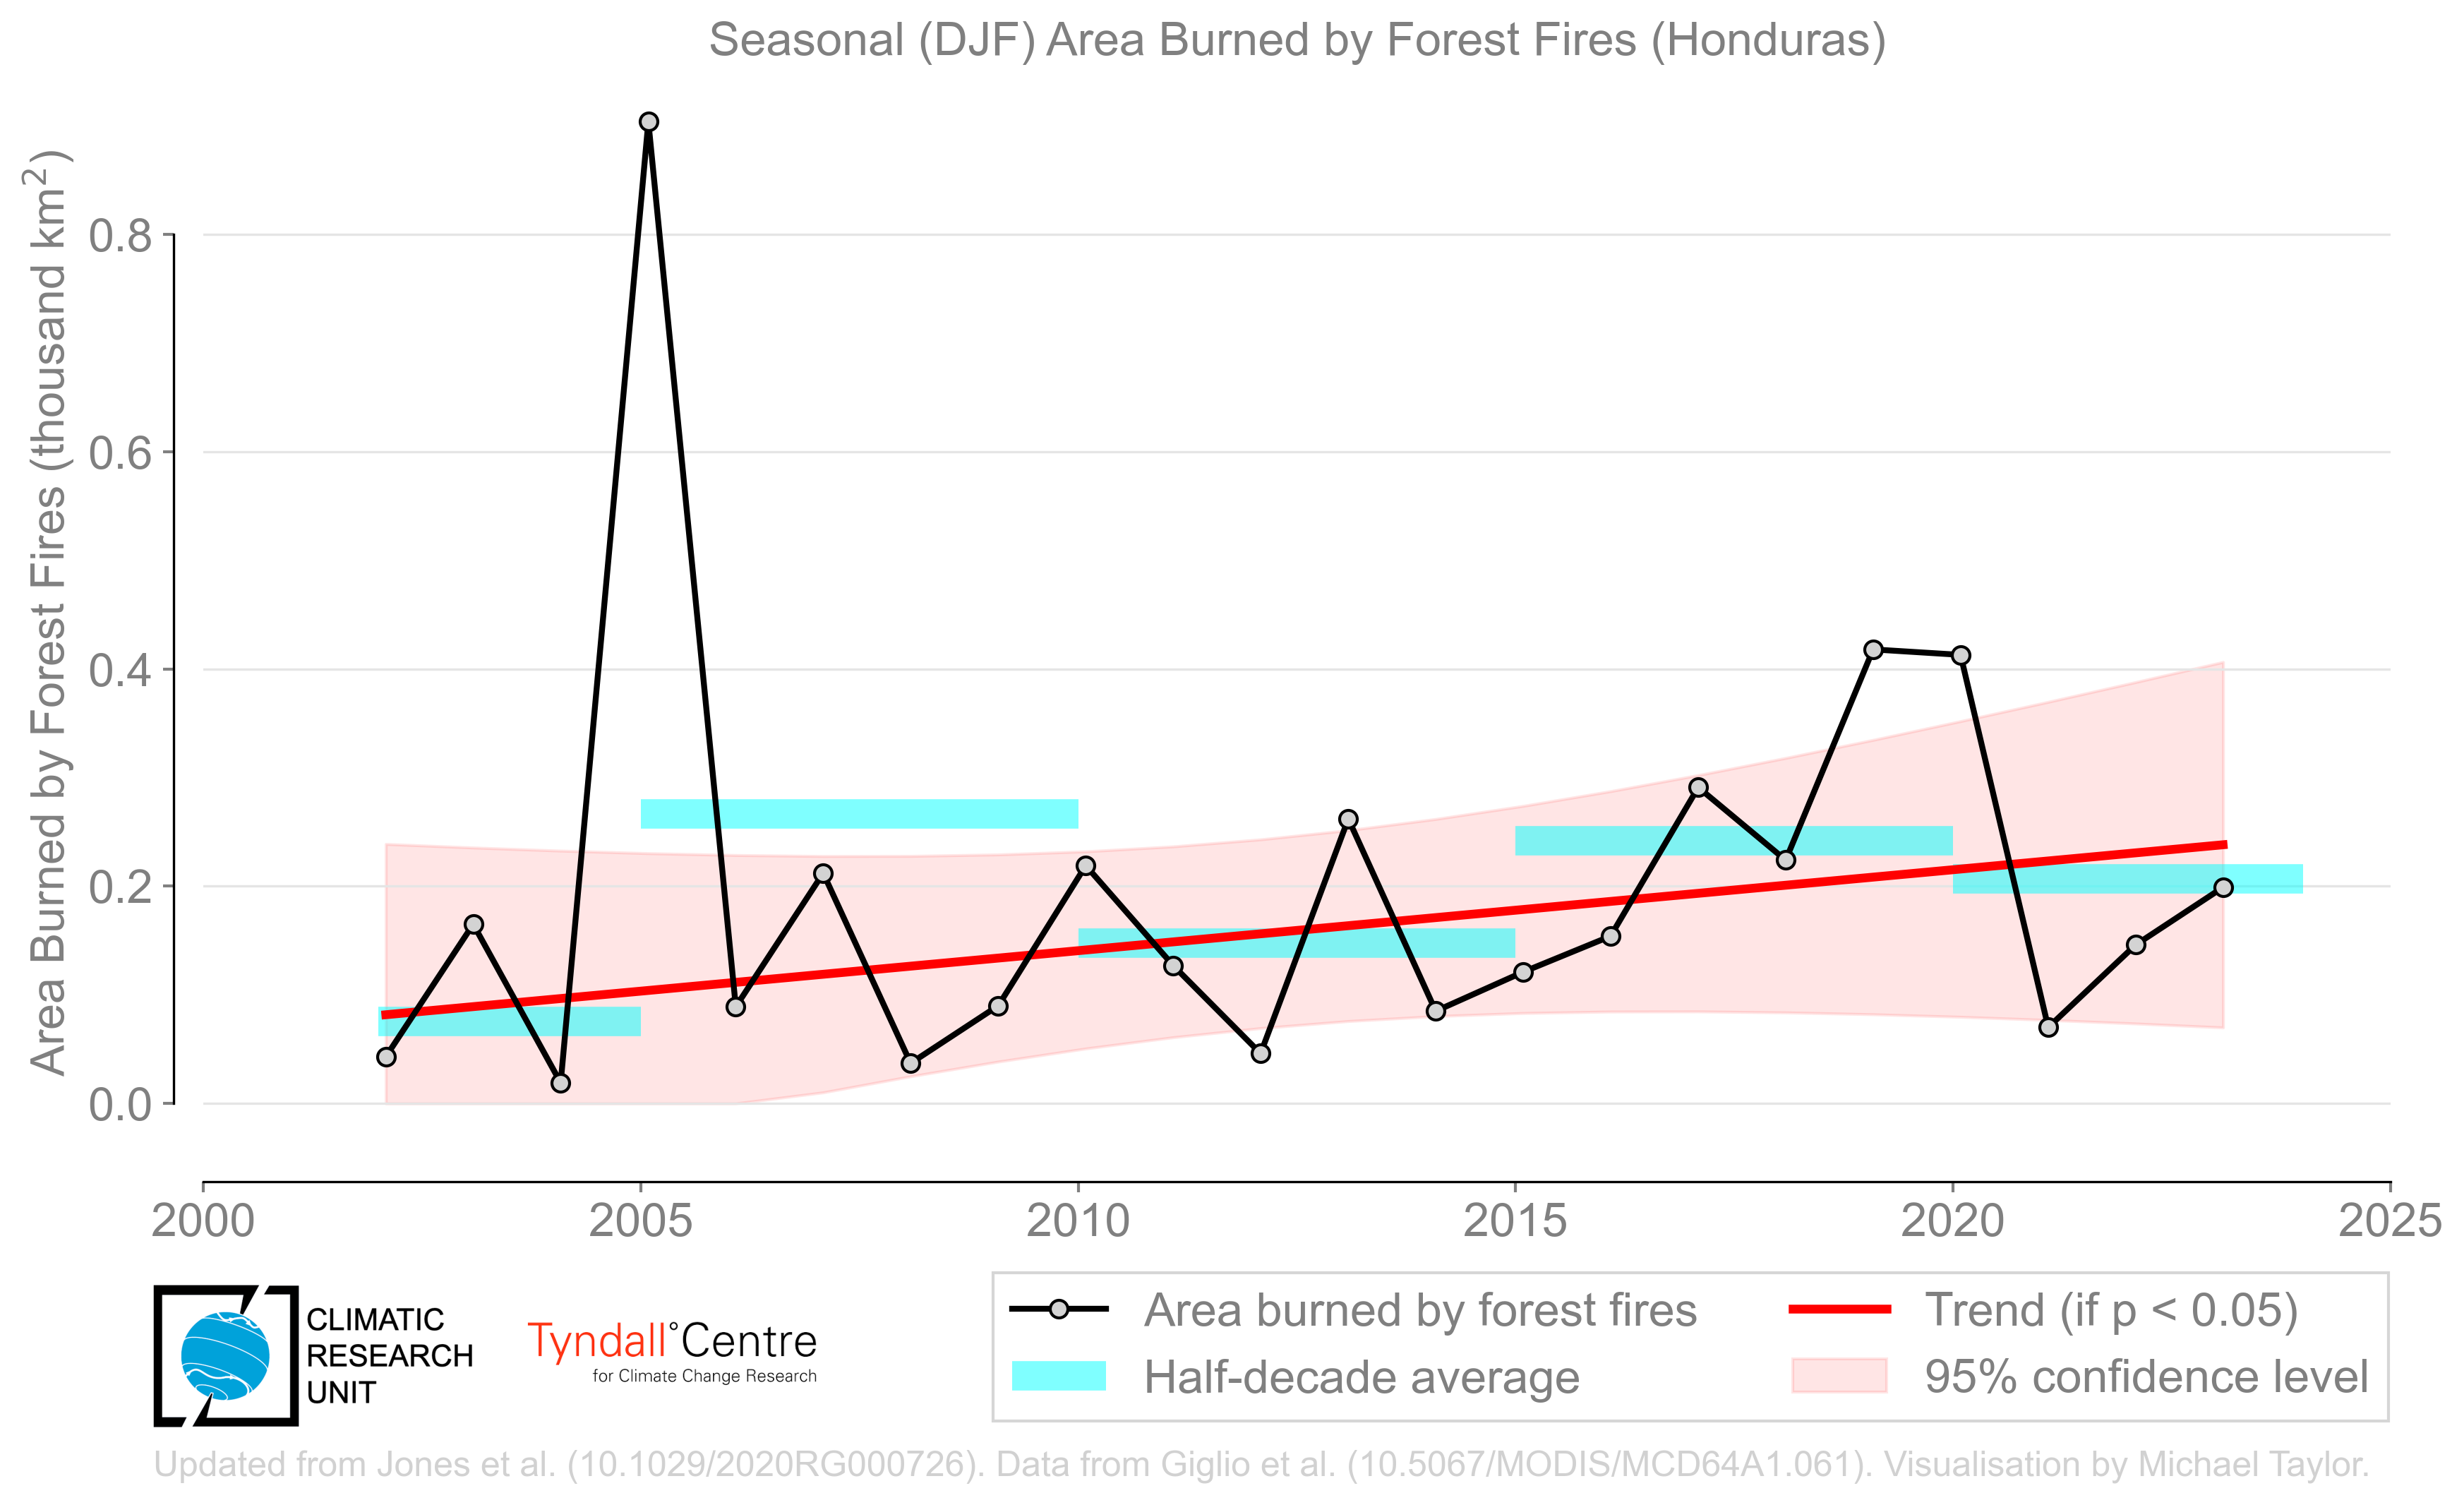 Seasonal (DJF) Area Burned by Forest Fires (Honduras)
Area Burned by Forest Fires (thousand km²)
0.8
0.6
0.4
0.2
0.0
2000 2005 2010 2015 2020 2025
CLIMATIC
RESEARCH
UNIT
Tyndall°Centre
for Climate Change Research
Area burned by forest fires
Half-decade average
Trend (if p < 0.05)
95% confidence level
Updated from Jones et al. (10.1029/2020RG000726). Data from Giglio et al. (10.5067/MODIS/MCD64A1.061). Visualisation by Michael Taylor.